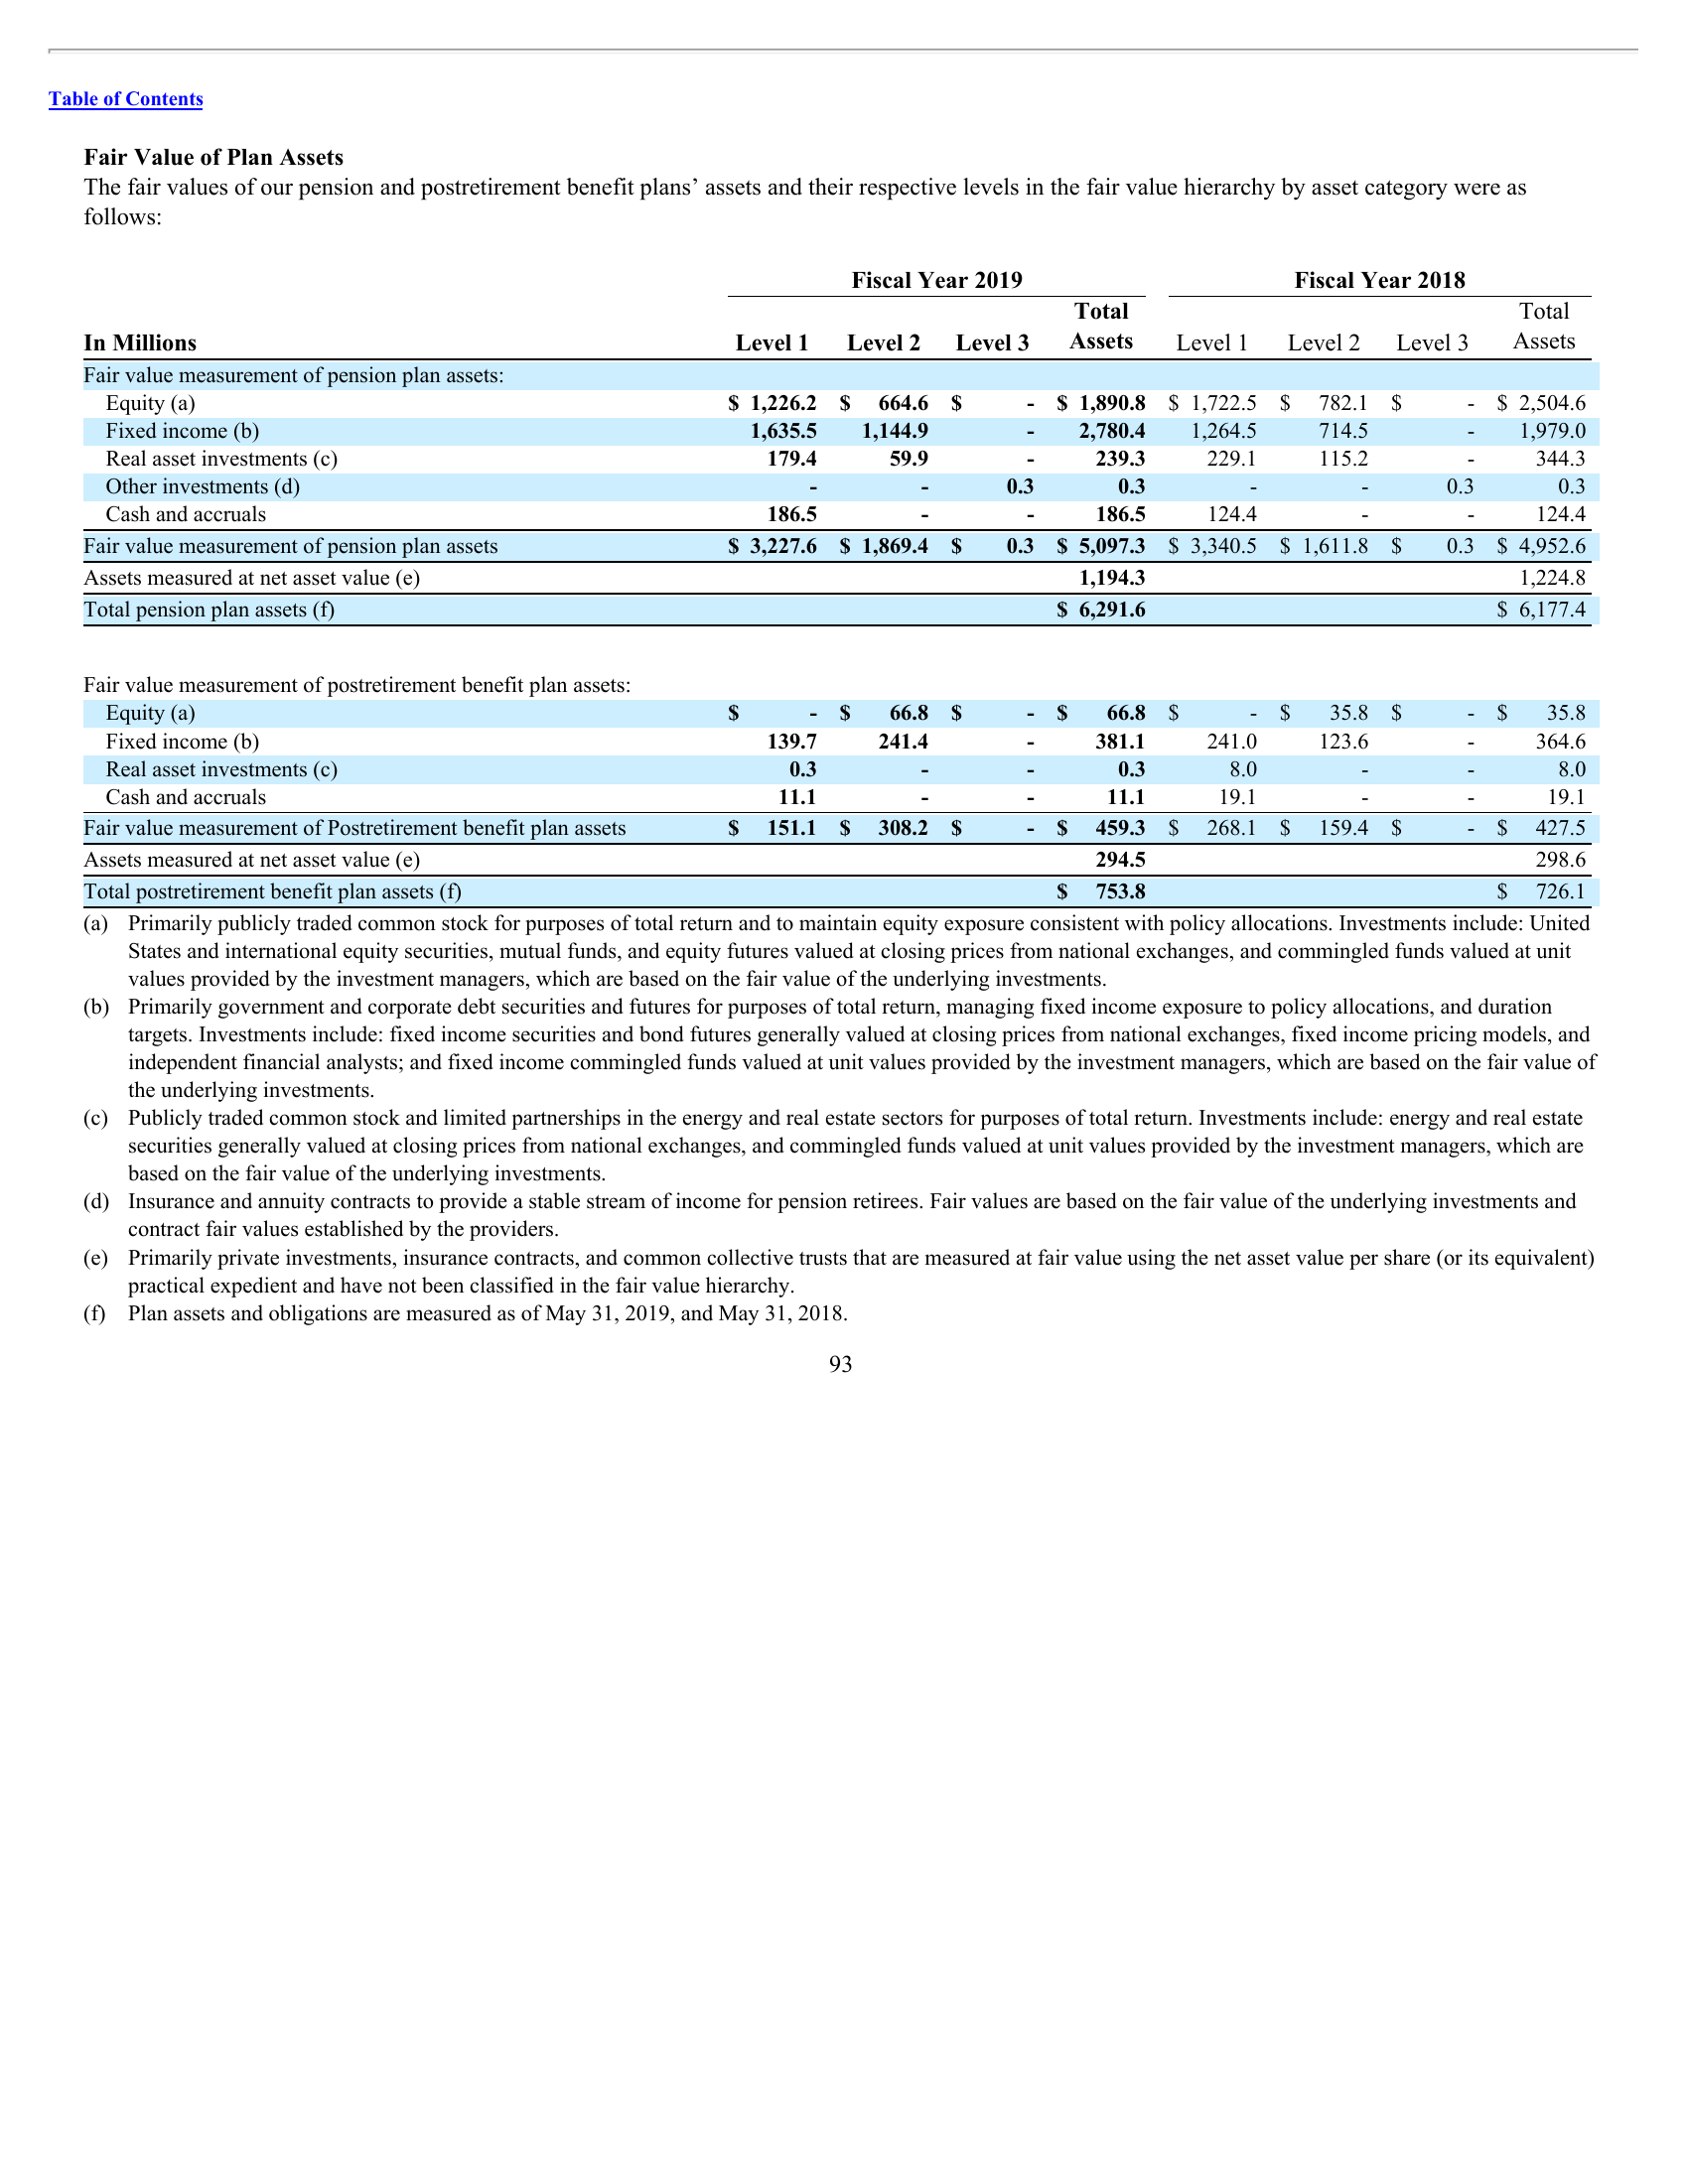 Table of Contents
Fair Value of Plan Assets
The fair values of our pension and postretirement benefit plans’ assets and their respective levels in the fair value hierarchy by asset category were as
follows:
Fiscal Year 2019 Fiscal Year 2018
Total Total
In Millions Level 1 Level 2 Level 3 Assets Level 1 Level 2 Level 3 Assets
Fair value measurement of pension plan assets:
Equity (a) $ 1,226.2 $ 664.6 $ - $ 1,890.8 $ 1,722.5 $ 782.1 $ - $ 2,504.6
Fixed income (b) 1,635.5 1,144.9 - 2,780.4 1,264.5 714.5 - 1,979.0
Real asset investments (c) 179.4 59.9 - 239.3 229.1 115.2 - 344.3
Other investments (d) - - 0.3 0.3 - - 0.3 0.3
Cash and accruals 186.5 - - 186.5 124.4 - - 124.4
Fair value measurement of pension plan assets $ 3,227.6 $ 1,869.4 $ 0.3 $ 5,097.3 $ 3,340.5 $ 1,611.8 $ 0.3 $ 4,952.6
Assets measured at net asset value (e) 1,194.3 1,224.8
Total pension plan assets (f) $ 6,291.6 $ 6,177.4
Fair value measurement of postretirement benefit plan assets:
Equity (a) $ - $ 66.8 $ - $ 66.8 $ - $ 35.8 $ - $ 35.8
Fixed income (b) 139.7 241.4 - 381.1 241.0 123.6 - 364.6
Real asset investments (c) 0.3 - - 0.3 8.0 - - 8.0
Cash and accruals 11.1 - - 11.1 19.1 - - 19.1
Fair value measurement of Postretirement benefit plan assets $ 151.1 $ 308.2 $ - $ 459.3 $ 268.1 $ 159.4 $ - $ 427.5
Assets measured at net asset value (e) 294.5 298.6
Total postretirement benefit plan assets (f) $ 753.8 $ 726.1
(a) Primarily publicly traded common stock for purposes of total return and to maintain equity exposure consistent with policy allocations. Investments include: United
States and international equity securities, mutual funds, and equity futures valued at closing prices from national exchanges, and commingled funds valued at unit
values provided by the investment managers, which are based on the fair value of the underlying investments.
(b) Primarily government and corporate debt securities and futures for purposes of total return, managing fixed income exposure to policy allocations, and duration
targets. Investments include: fixed income securities and bond futures generally valued at closing prices from national exchanges, fixed income pricing models, and
independent financial analysts; and fixed income commingled funds valued at unit values provided by the investment managers, which are based on the fair value of
the underlying investments.
(c) Publicly traded common stock and limited partnerships in the energy and real estate sectors for purposes of total return. Investments include: energy and real estate
securities generally valued at closing prices from national exchanges, and commingled funds valued at unit values provided by the investment managers, which are
based on the fair value of the underlying investments.
(d) Insurance and annuity contracts to provide a stable stream of income for pension retirees. Fair values are based on the fair value of the underlying investments and
contract fair values established by the providers.
(e) Primarily private investments, insurance contracts, and common collective trusts that are measured at fair value using the net asset value per share (or its equivalent)
practical expedient and have not been classified in the fair value hierarchy.
(f) Plan assets and obligations are measured as of May 31, 2019, and May 31, 2018.
93